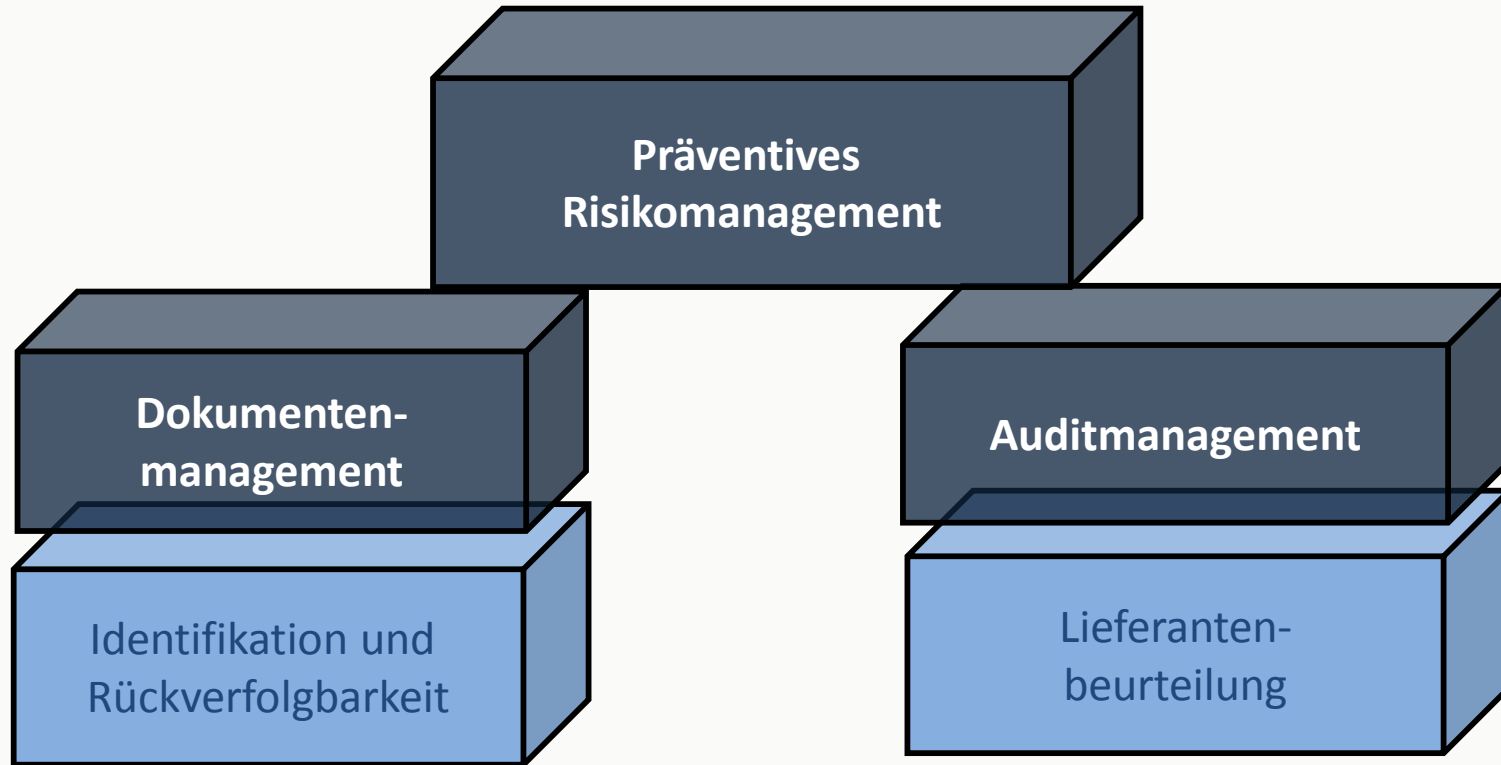 Präventives
Risikomanagement
Dokumenten-
management
Auditmanagement
Identifikation und
Rückverfolgbarkeit
Lieferanten-
beurteilung